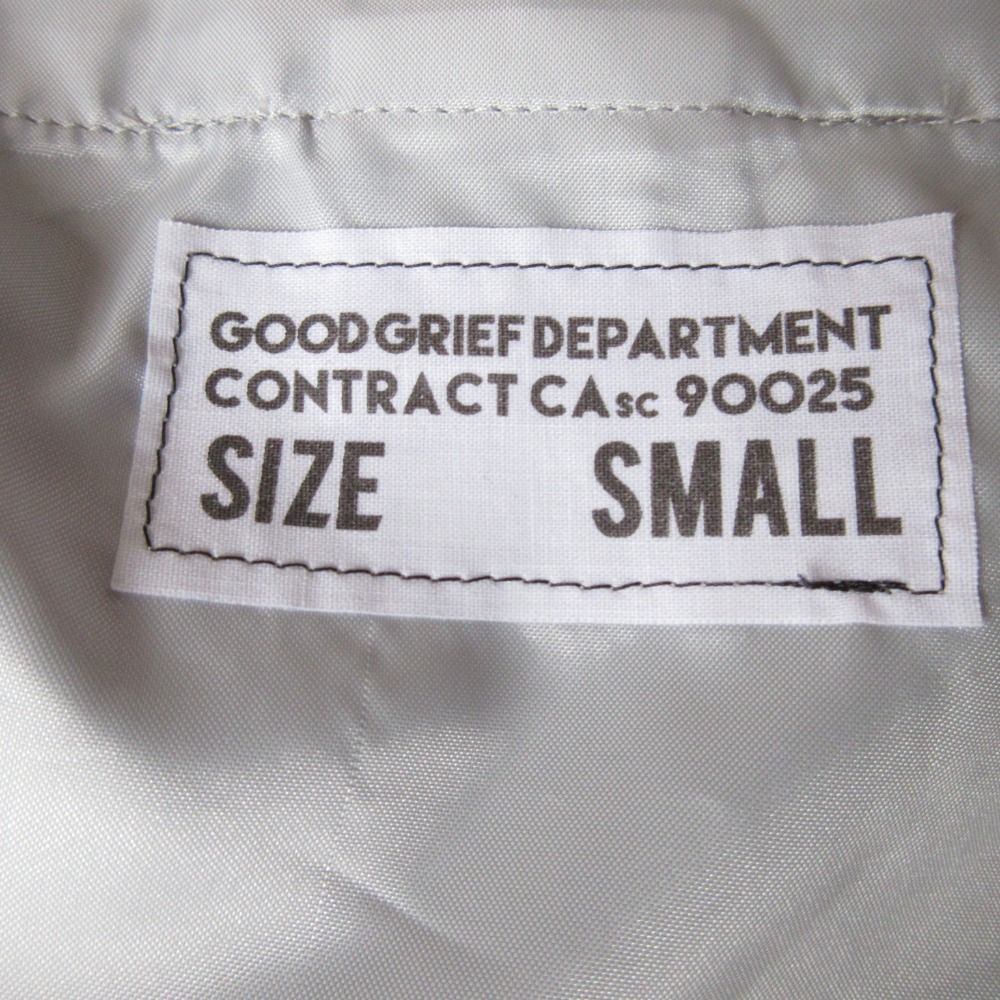 GOOD GRIEF DEPARTMENT
CONTRACT CAsc 90025
SIZE SMALL